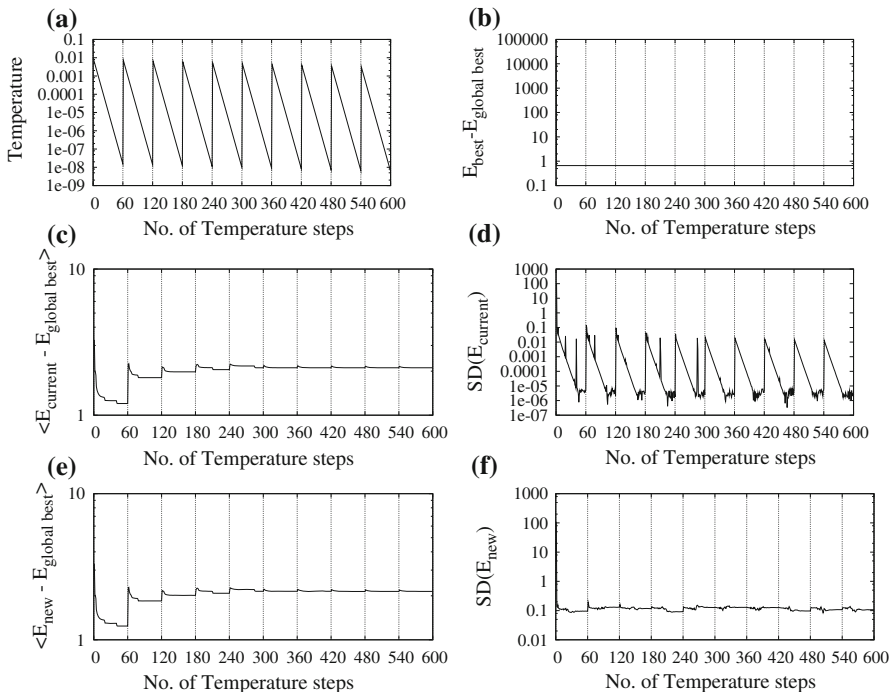 (a)
Temperature
0.1
0.01
0.001
0.0001
1e-05
1e-06
1e-07
1e-08
1e-09
0 60 120 180 240 300 360 420 480 540 600
No. of Temperature steps
(b)
E_best-E_global best
100000
10000
1000
100
10
1
0.1
0 60 120 180 240 300 360 420 480 540 600
No. of Temperature steps
(c)
<E_current - E_global best>
10
1
0 60 120 180 240 300 360 420 480 540 600
No. of Temperature steps
(d)
SD(E_current)
1000
100
10
1
0.1
0.01
0.001
0.0001
1e-05
1e-06
1e-07
0 60 120 180 240 300 360 420 480 540 600
No. of Temperature steps
(e)
<E_new - E_global best>
10
1
0 60 120 180 240 300 360 420 480 540 600
No. of Temperature steps
(f)
SD(E_new)
1000
100
10
1
0.1
0.01
0 60 120 180 240 300 360 420 480 540 600
No. of Temperature steps